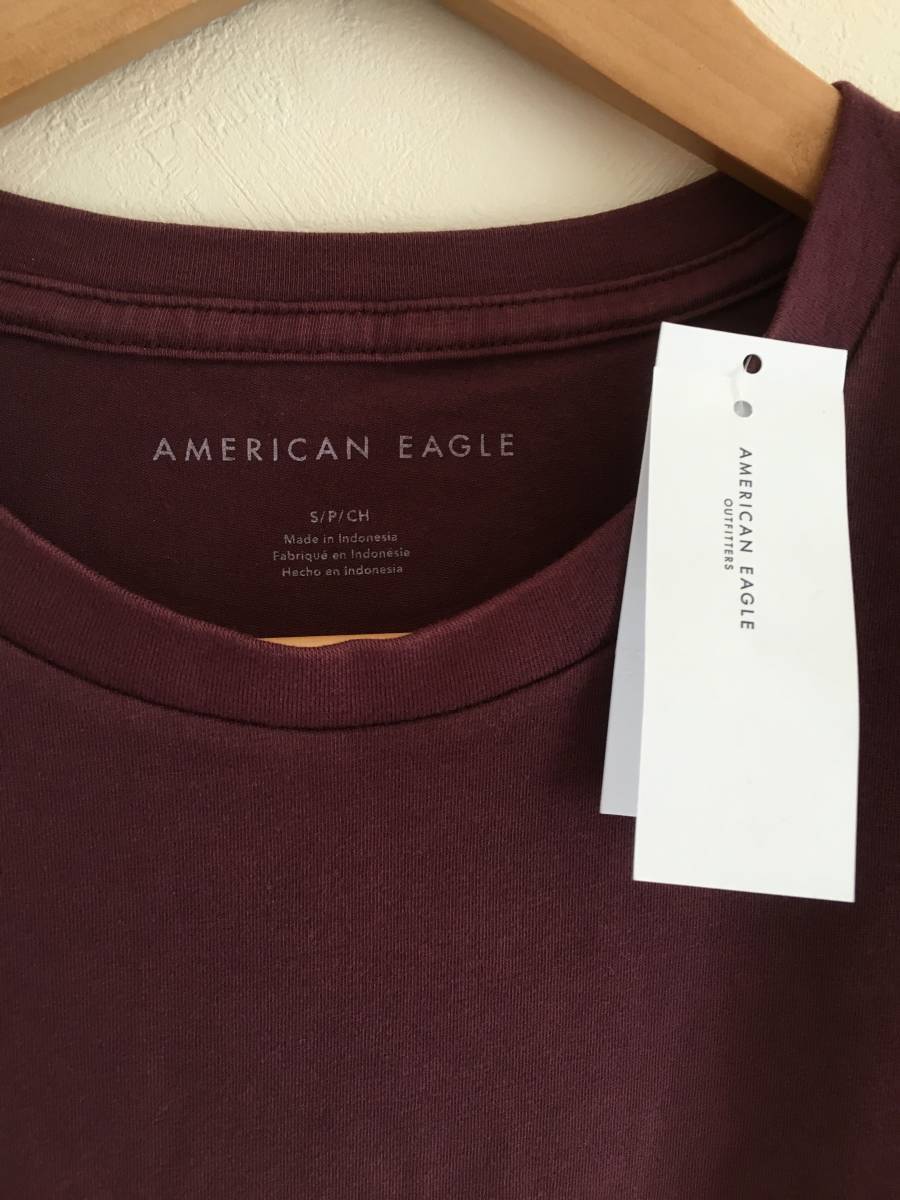 AMERICAN EAGLE
S/P/CH
Made in Indonesia
Fabriqué en Indonésie
Hecho en indonesia
AMERICAN EAGLE
OUTFITTERS